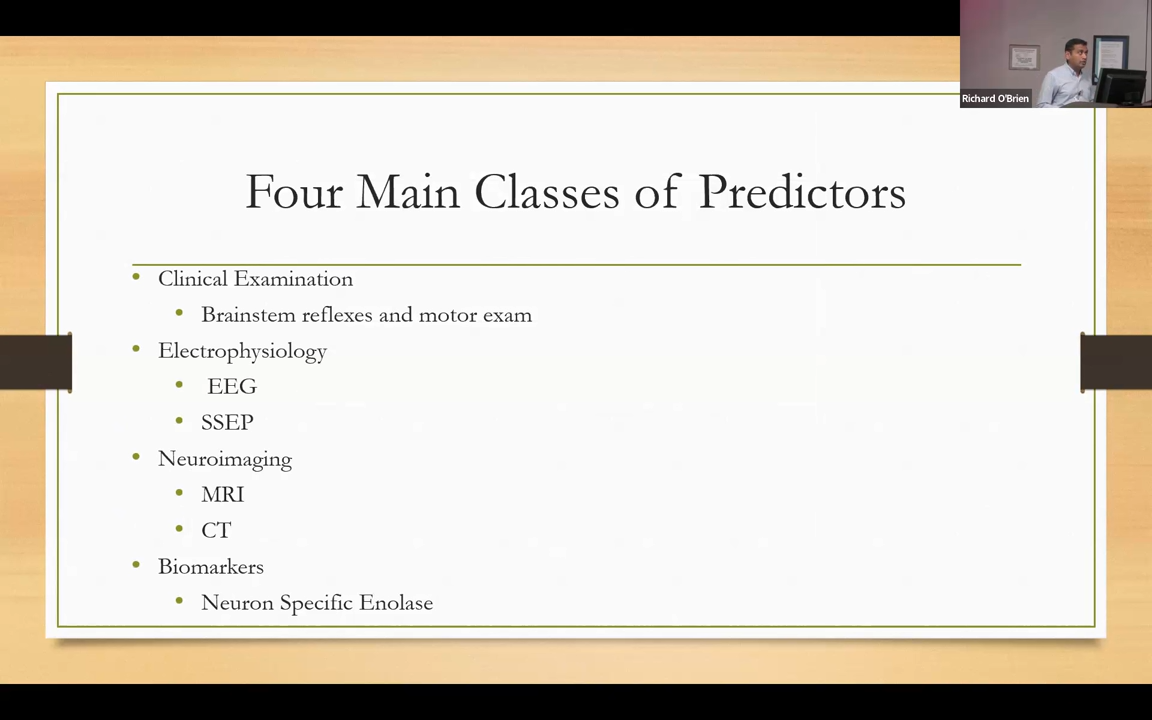 Richard O'Brien
Four Main Classes of Predictors
• Clinical Examination
• Brainstem reflexes and motor exam
• Electrophysiology
• EEG
• SSEP
• Neuroimaging
• MRI
• CT
• Biomarkers
• Neuron Specific Enolase